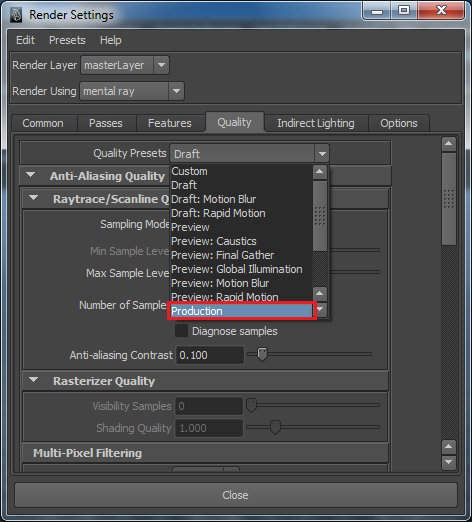 Render Settings
Edit Presets Help
Render Layer masterLayer
Render Using mental ray
Common Passes Features Quality Indirect Lighting Options
Quality Presets Draft
Custom
Draft
Draft: Motion Blur
Draft: Rapid Motion
Preview
Preview: Caustics
Preview: Final Gather
Preview: Global Illumination
Preview: Motion Blur
Preview: Rapid Motion
Production
Anti-Aliasing Quality
Raytrace/Scanline Q
Sampling Mode
Min Sample Leve
Max Sample Leve
Number of Sample
Diagnose samples
Anti-aliasing Contrast 0.100
Rasterizer Quality
Visibility Samples 0
Shading Quality 1.000
Multi-Pixel Filtering
Close